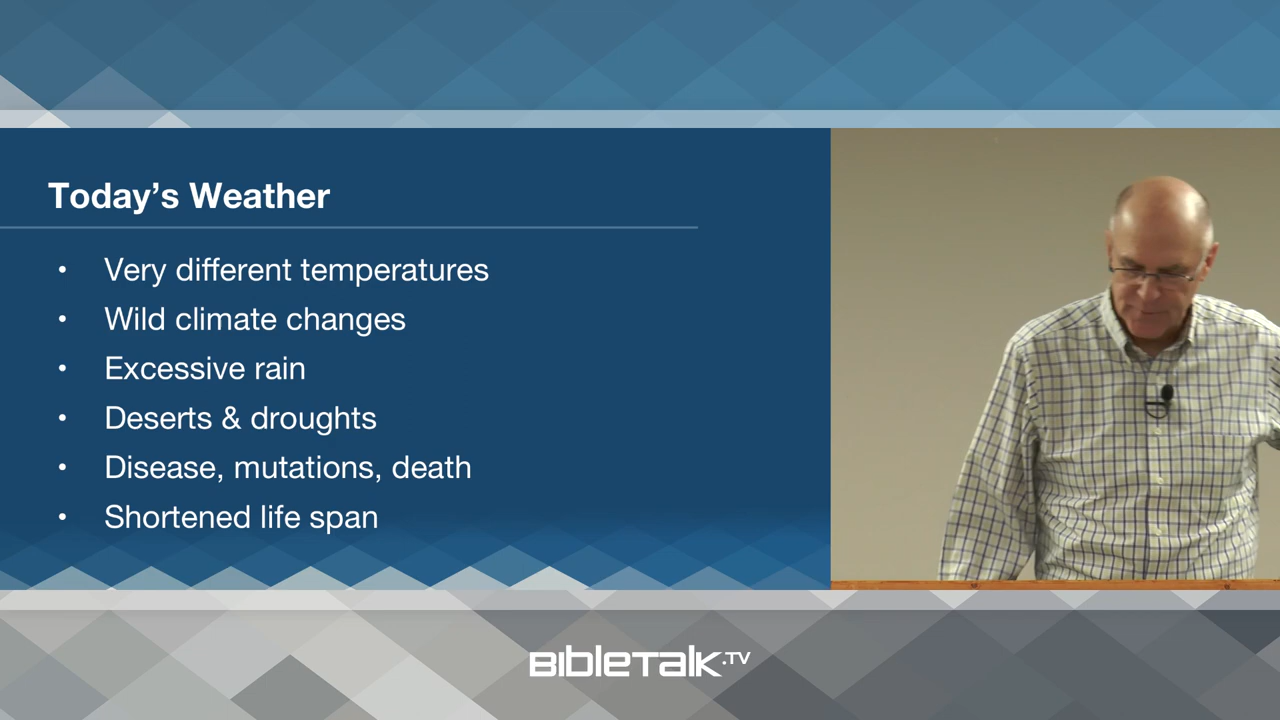 Today’s Weather
• Very different temperatures
• Wild climate changes
• Excessive rain
• Deserts & droughts
• Disease, mutations, death
• Shortened life span
BIBLETALK.TV